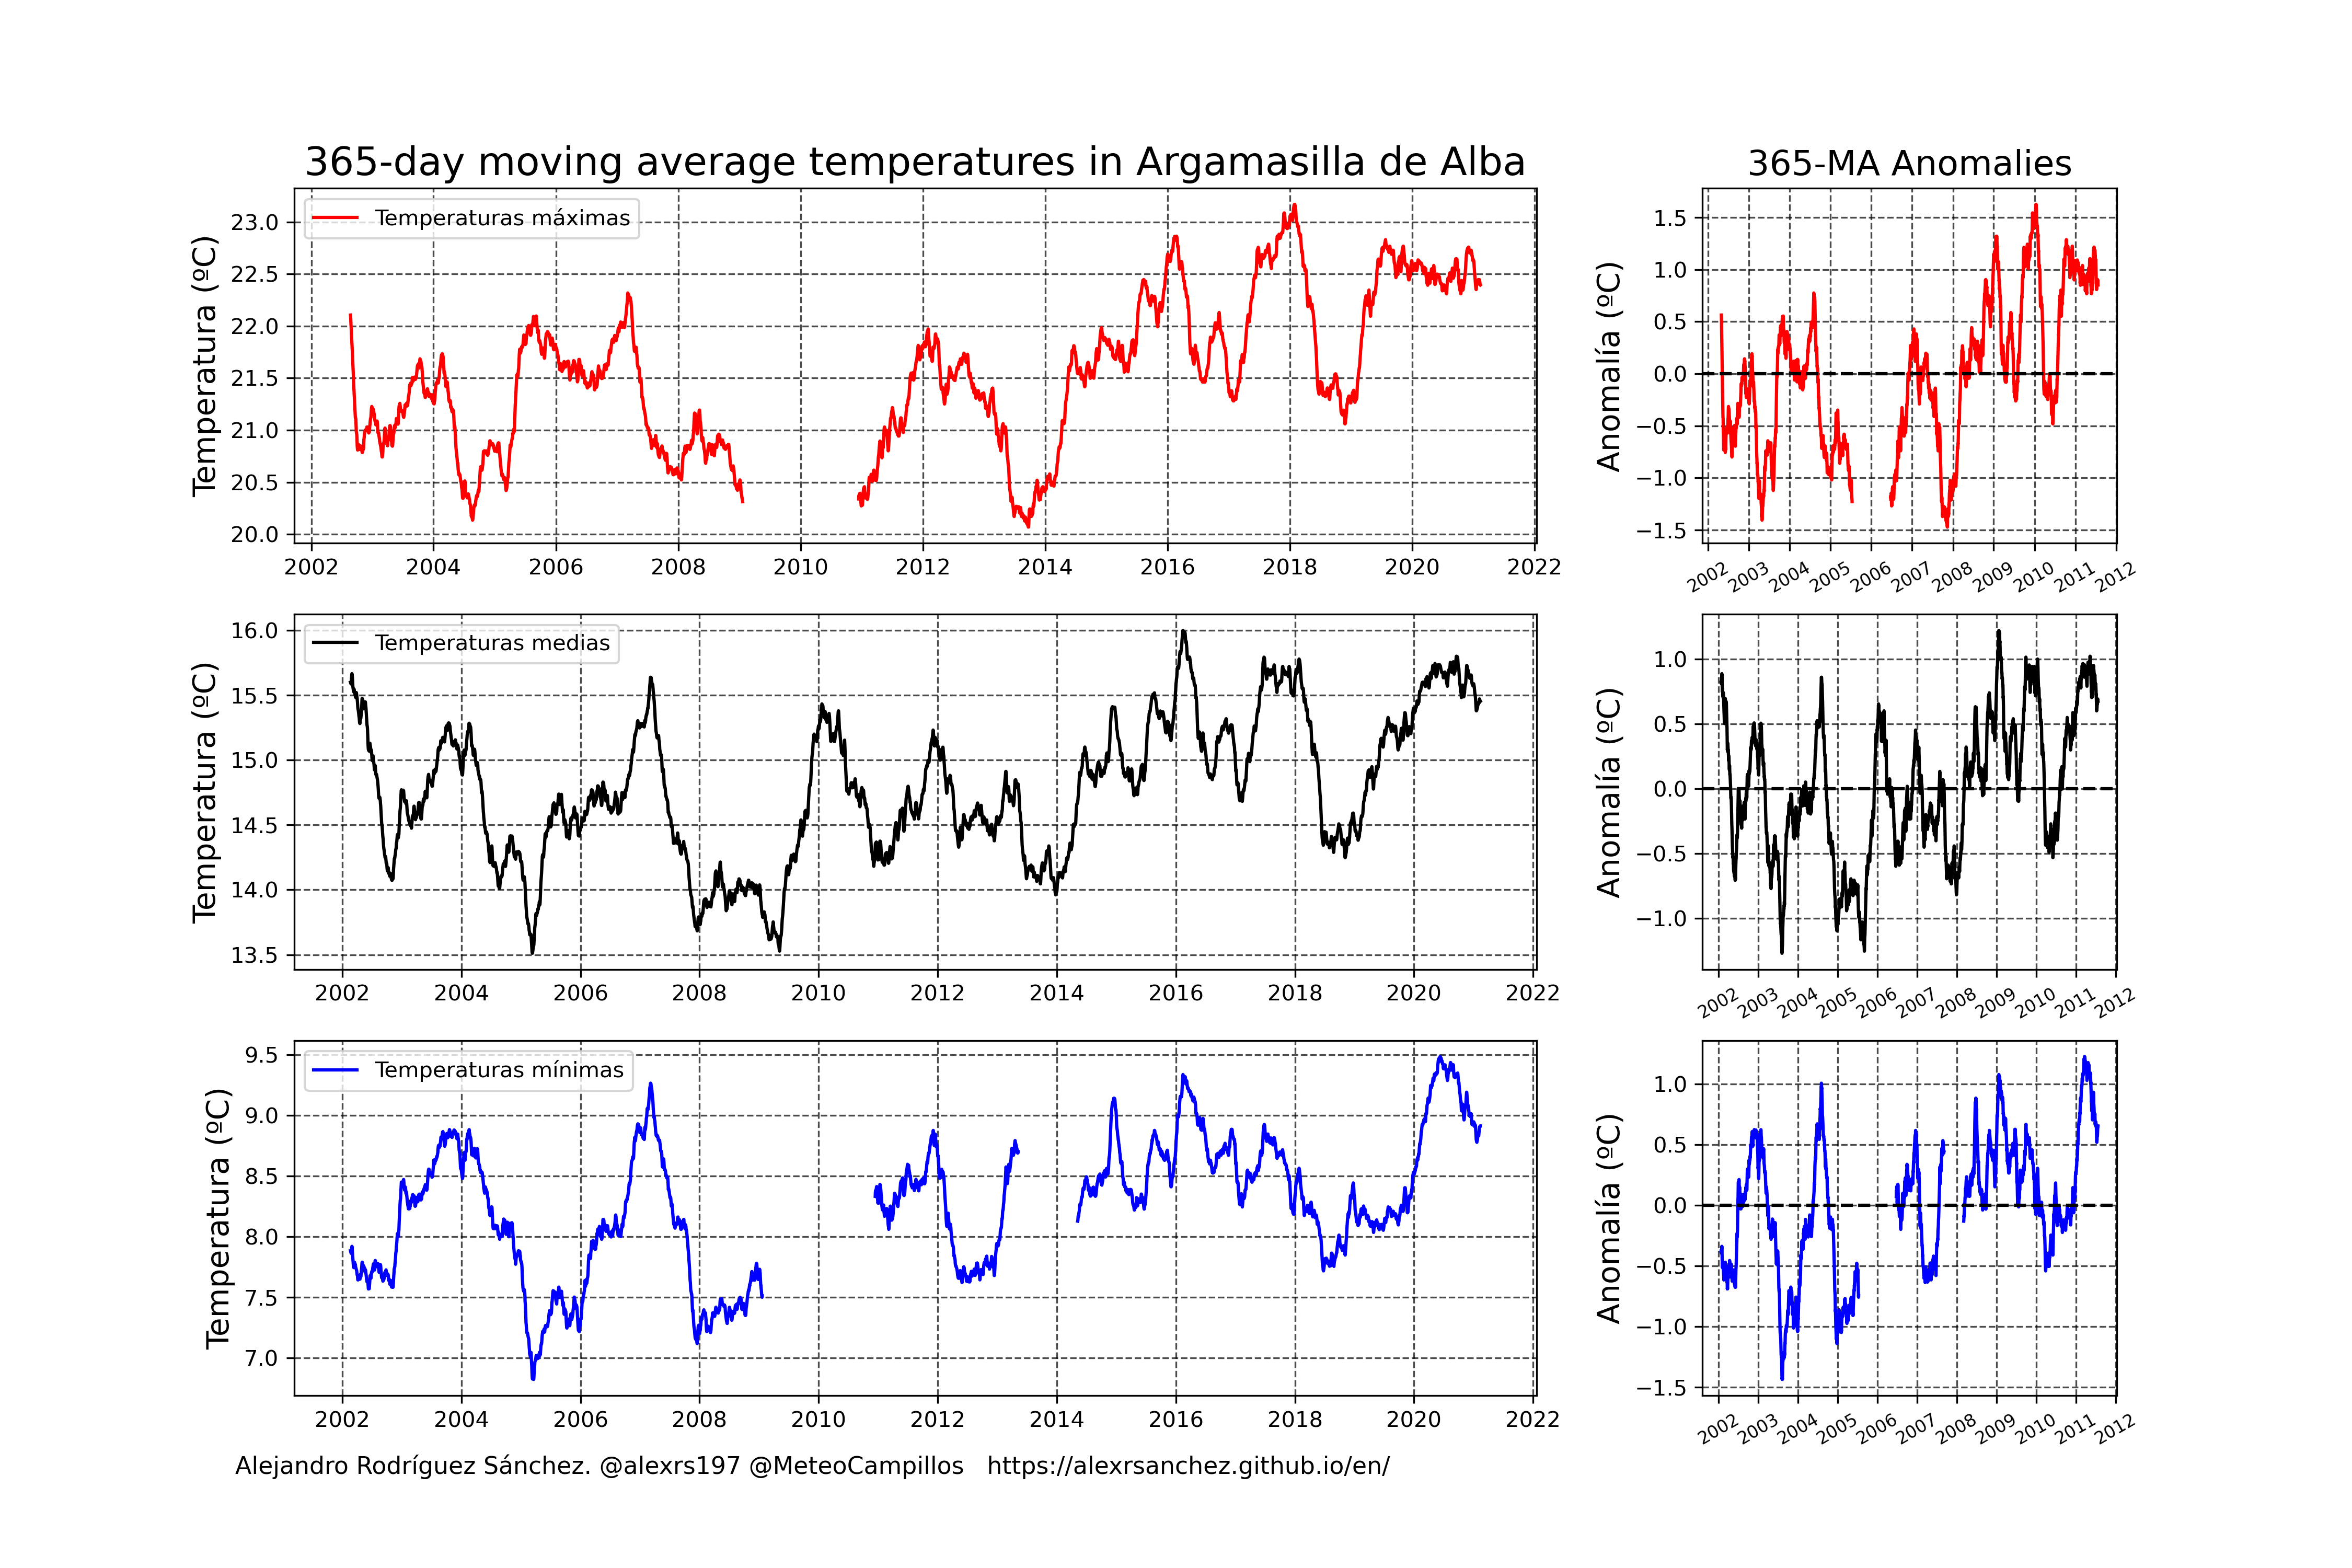 365-day moving average temperatures in Argamasilla de Alba
Temperatura (ºC)
23.0
22.5
22.0
21.5
21.0
20.5
20.0
Temperaturas máximas
2002 2004 2006 2008 2010 2012 2014 2016 2018 2020 2022
365-MA Anomalies
Anomalía (ºC)
1.5
1.0
0.5
0.0
−0.5
−1.0
−1.5
2002 2003 2004 2005 2006 2007 2008 2009 2010 2011 2012
Temperatura (ºC)
16.0
15.5
15.0
14.5
14.0
13.5
Temperaturas medias
2002 2004 2006 2008 2010 2012 2014 2016 2018 2020 2022
Anomalía (ºC)
1.0
0.5
0.0
−0.5
−1.0
2002 2003 2004 2005 2006 2007 2008 2009 2010 2011 2012
Temperatura (ºC)
9.5
9.0
8.5
8.0
7.5
7.0
Temperaturas mínimas
2002 2004 2006 2008 2010 2012 2014 2016 2018 2020 2022
Anomalía (ºC)
1.0
0.5
0.0
−0.5
−1.0
−1.5
2002 2003 2004 2005 2006 2007 2008 2009 2010 2011 2012
Alejandro Rodríguez Sánchez. @alexrs197 @MeteoCampillos https://alexrsanchez.github.io/en/